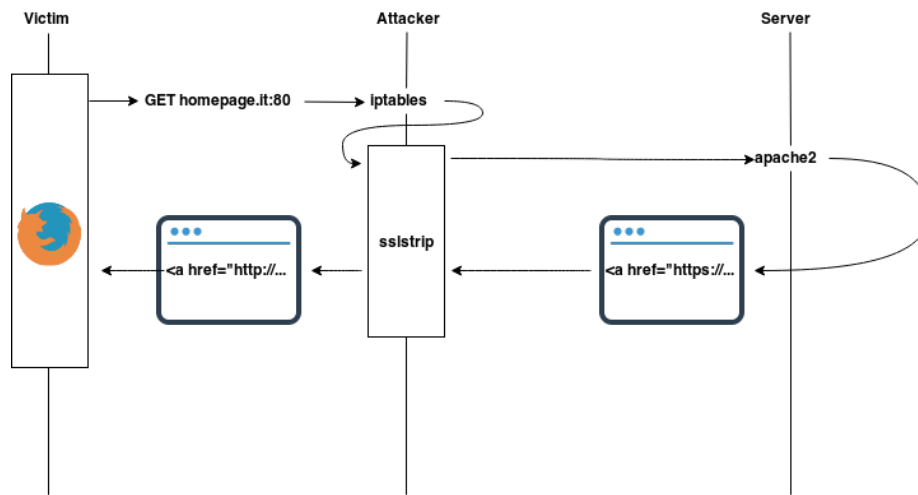 Victim
Attacker
Server
GET homepage.it:80
iptables
apache2
sslstrip
<a href="http://...
<a href="https://...